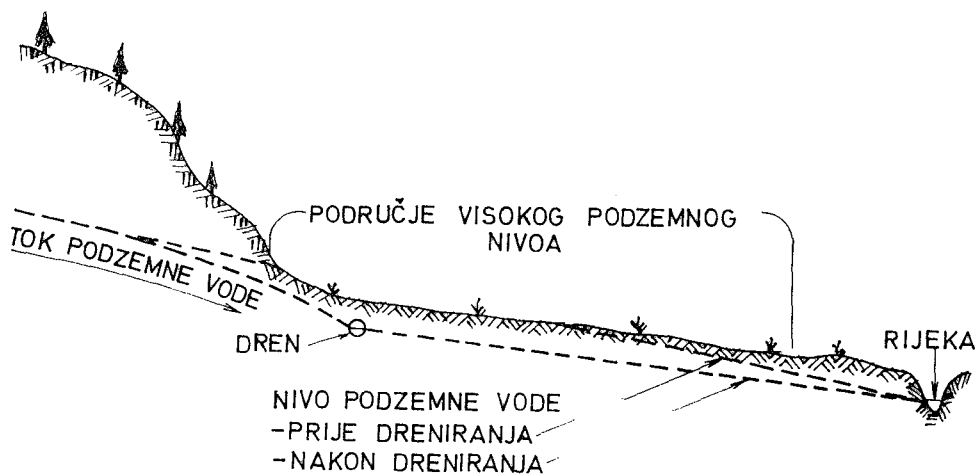 PODRUČJE VISOKOG PODZEMNOG
NIVOA
TOK PODZEMNE VODE
DREN
RIJEKA
NIVO PODZEMNE VODE
-PRIJE DRENIRANJA
-NAKON DRENIRANJA